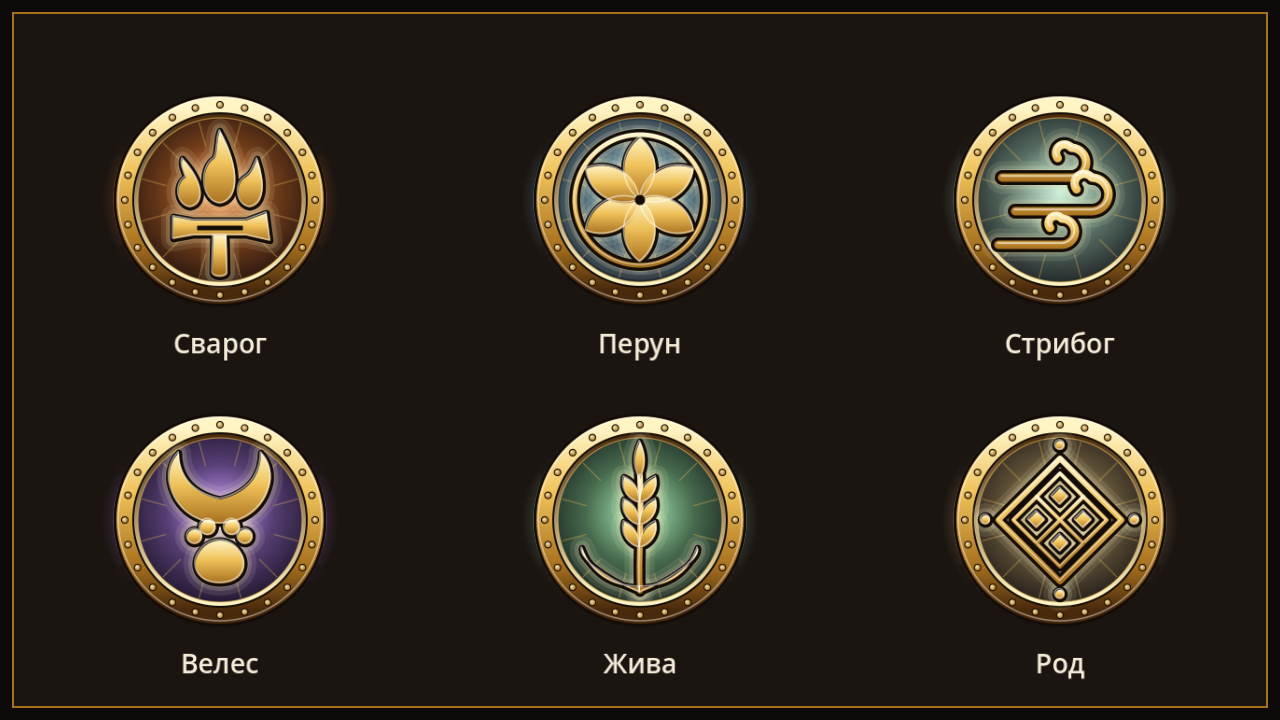 Сварог
Перун
Стрибог
Велес
Жива
Род